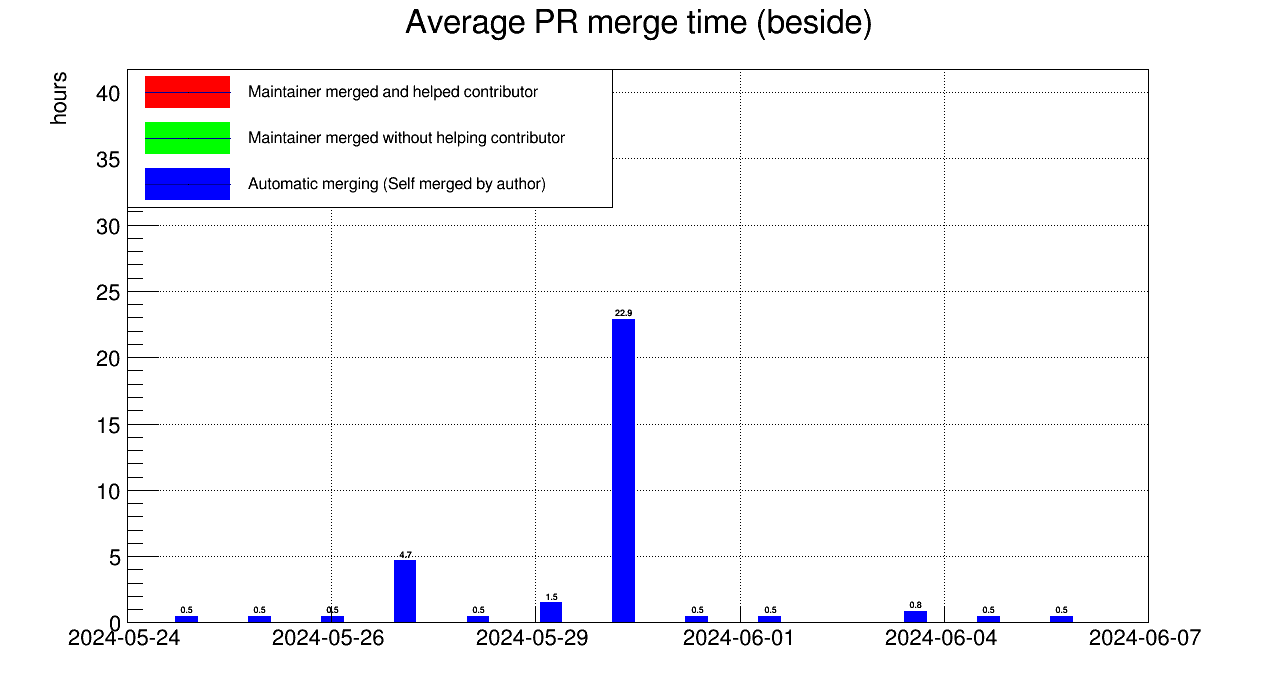 Average PR merge time (beside)
hours
40
35
30
25
20
15
10
5
0
Maintainer merged and helped contributor
Maintainer merged without helping contributor
Automatic merging (Self merged by author)
0.5 0.5 0.5 4.7 0.5 1.5 22.9 0.5 0.5 0.8 0.5 0.5
2024-05-24 2024-05-26 2024-05-29 2024-06-01 2024-06-04 2024-06-07